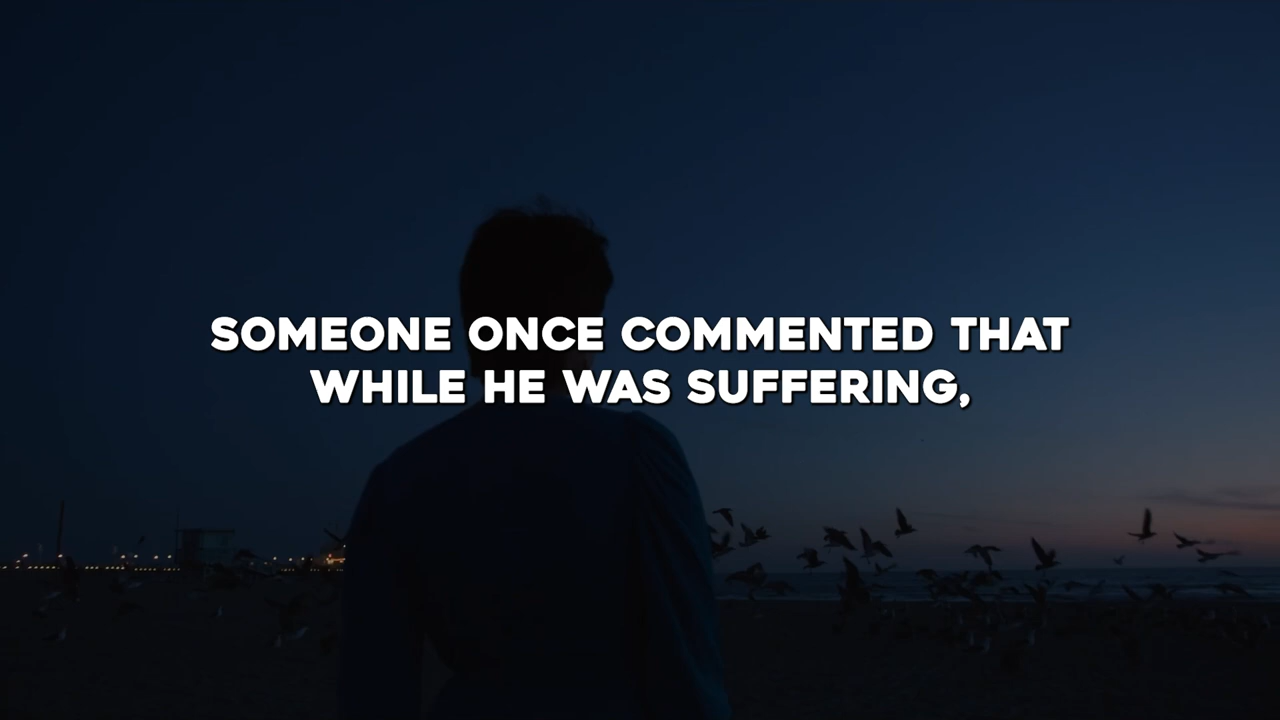 SOMEONE ONCE COMMENTED THAT
WHILE HE WAS SUFFERING,